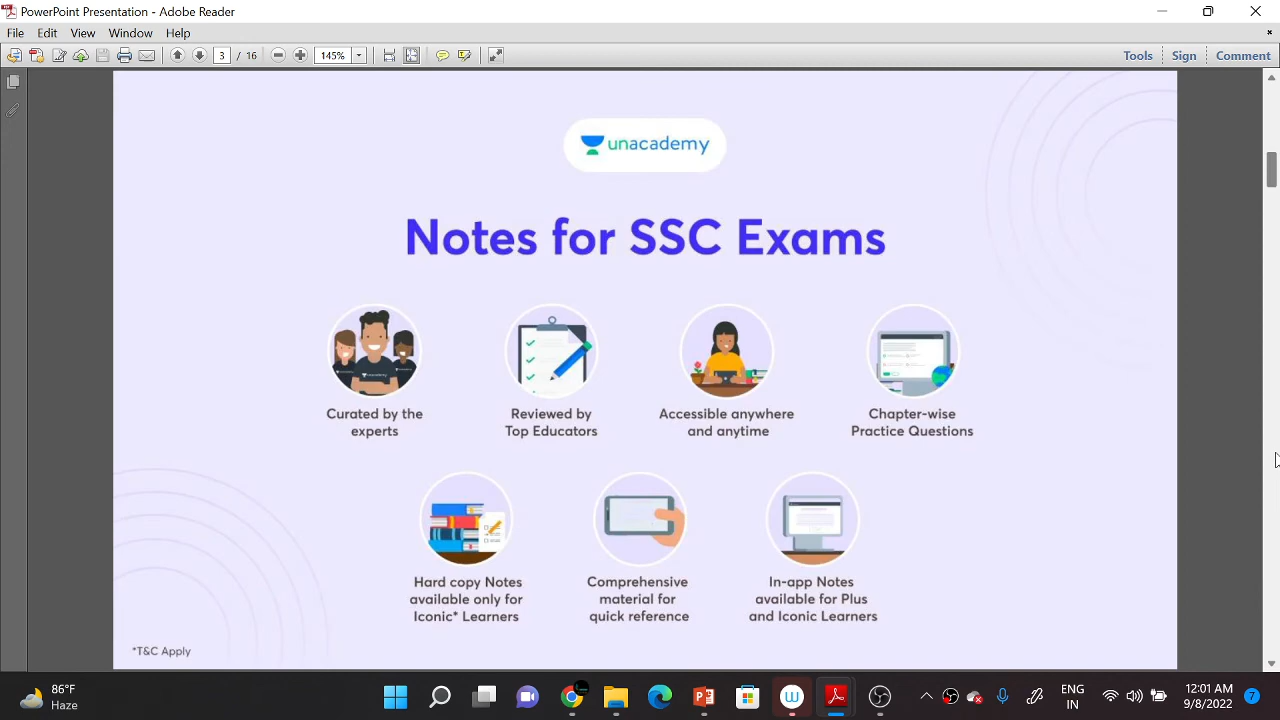 PowerPoint Presentation - Adobe Reader
File Edit View Window Help
3 / 16 145% Tools Sign Comment
unacademy
Notes for SSC Exams
Curated by the
experts
Reviewed by
Top Educators
Accessible anywhere
and anytime
Chapter-wise
Practice Questions
Hard copy Notes
available only for
Iconic* Learners
Comprehensive
material for
quick reference
In-app Notes
available for Plus
and Iconic Learners
*T&C Apply
86°F
Haze
ENG
IN
12:01 AM
9/8/2022
7